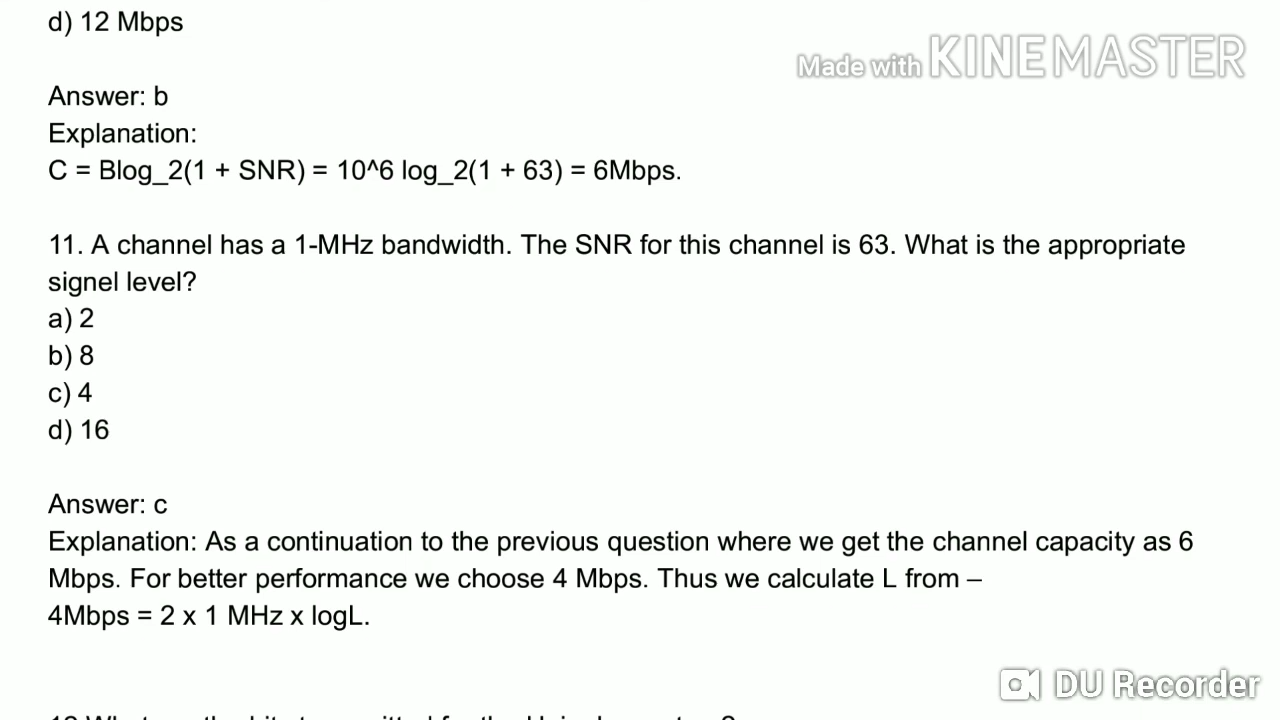 d) 12 Mbps
Made with KINEMASTER
Answer: b
Explanation:
C = Blog_2(1 + SNR) = 10^6 log_2(1 + 63) = 6Mbps.
11. A channel has a 1-MHz bandwidth. The SNR for this channel is 63. What is the appropriate
signel level?
a) 2
b) 8
c) 4
d) 16
Answer: c
Explanation: As a continuation to the previous question where we get the channel capacity as 6
Mbps. For better performance we choose 4 Mbps. Thus we calculate L from –
4Mbps = 2 x 1 MHz x logL.
DU Recorder